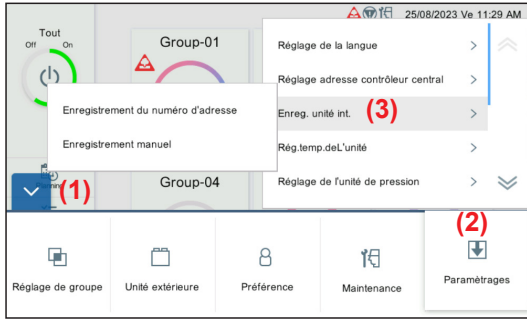 25/08/2023 Ve 11:29 AM
Tout
Off On
Group-01
Réglage de la langue
Réglage adresse contrôleur central
Enregistrement du numéro d'adresse
Enreg. unité int. (3)
Enregistrement manuel
Rég.temp.deL'unité
(1)
Group-04
Réglage de l'unité de pression
(2)
Réglage de groupe
Unité extérieure
Préférence
Maintenance
Paramètrages